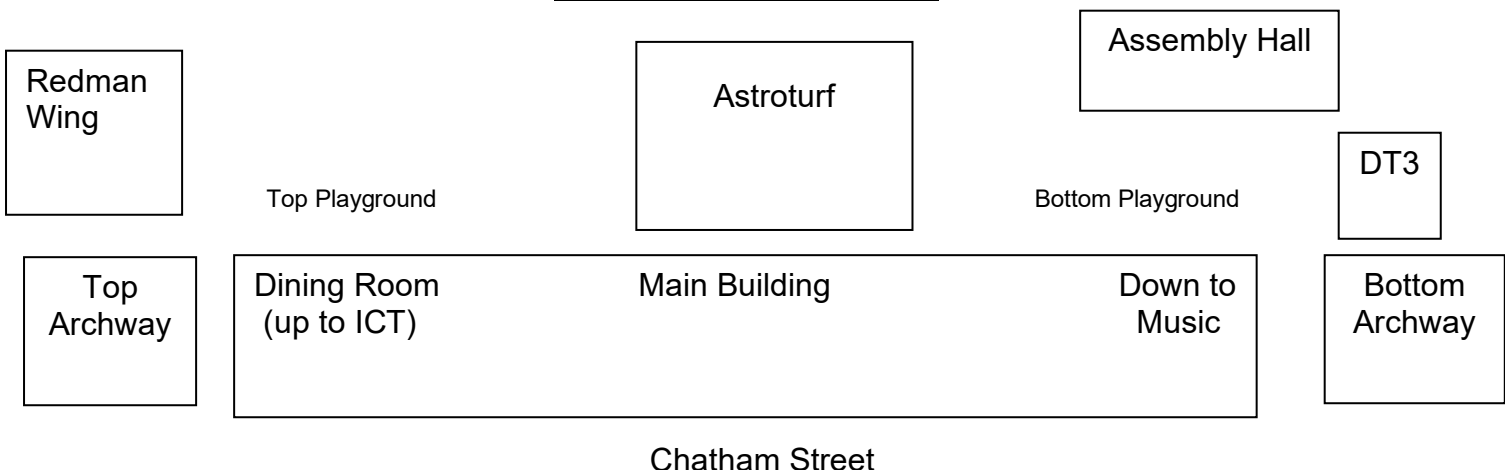 Assembly Hall
Redman
Wing
Astroturf
DT3
Top Playground
Bottom Playground
Top
Archway
Dining Room
(up to ICT)
Main Building
Down to
Music
Bottom
Archway
Chatham Street